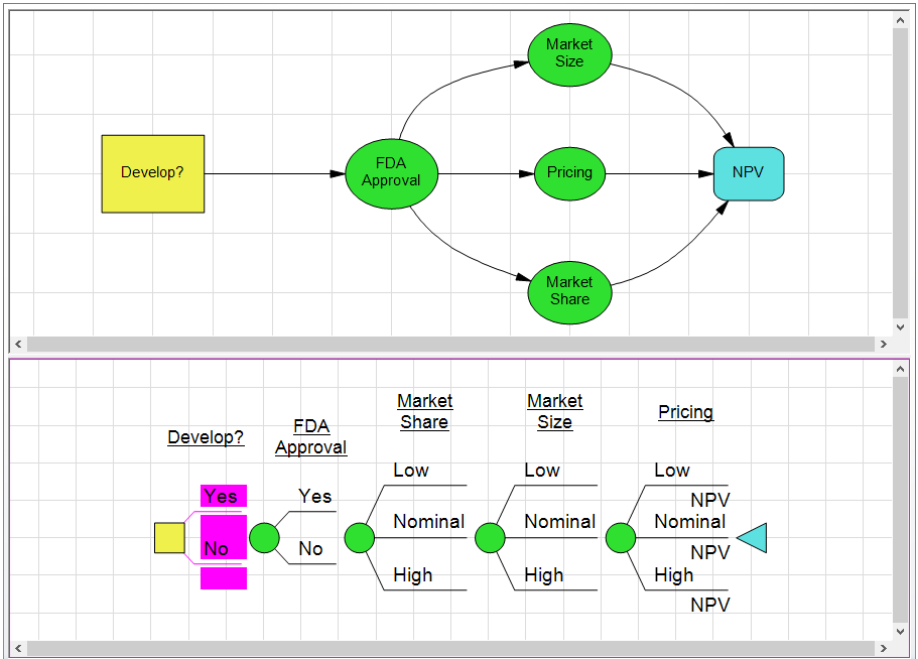 Market
Size
Develop?
FDA
Approval
Pricing
NPV
Market
Share
Develop?
FDA
Approval
Market
Share
Market
Size
Pricing
Yes
No
Yes
No
Low
Nominal
High
Low
Nominal
High
Low
NPV
Nominal
NPV
High
NPV